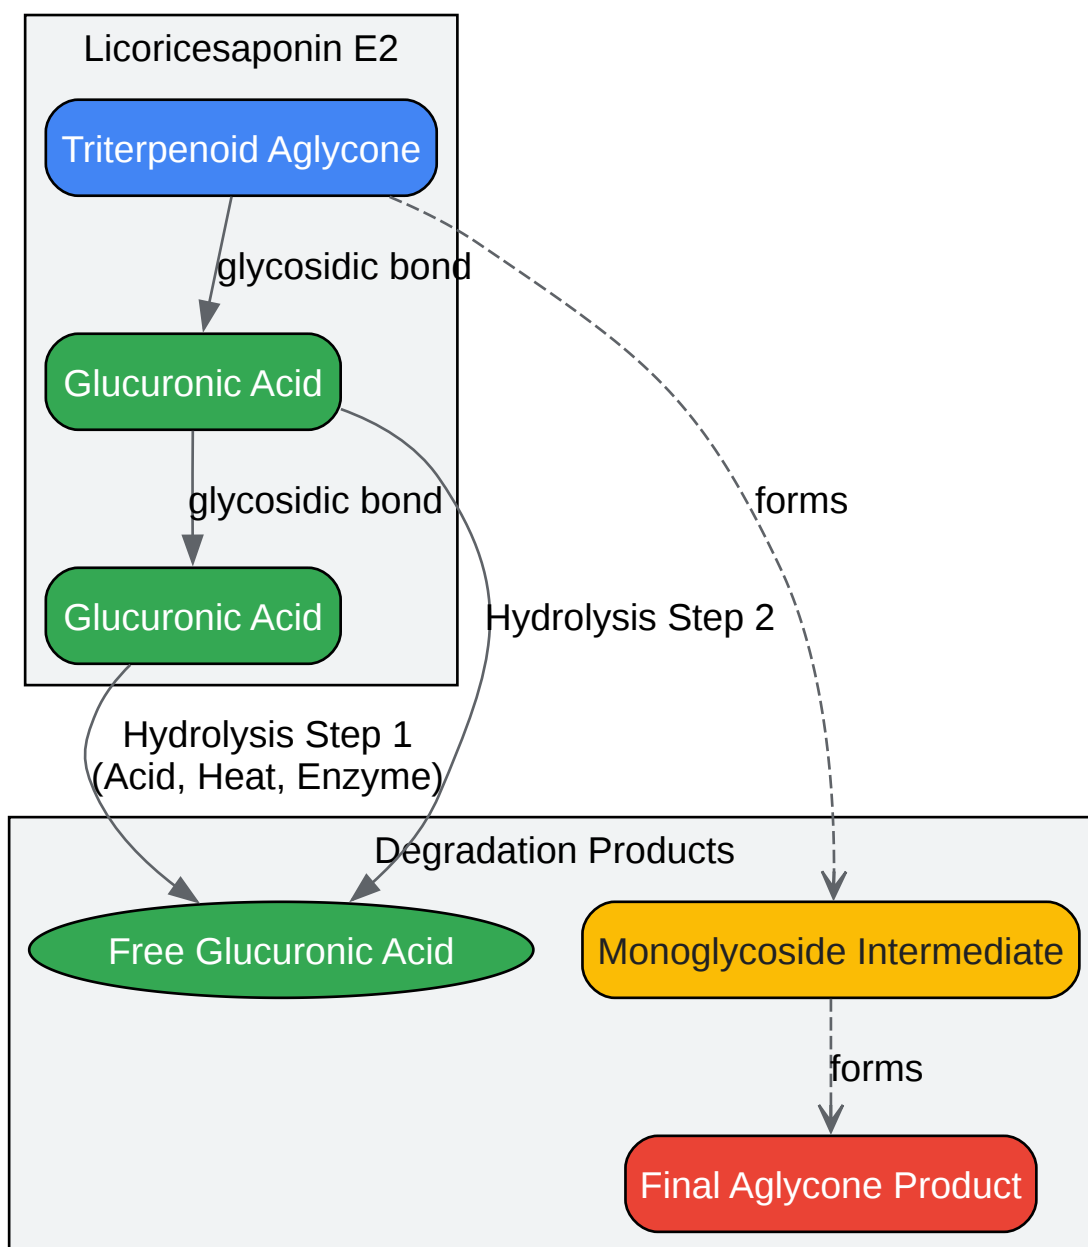 Licoricesaponin E2
Triterpenoid Aglycone
glycosidic bond
Glucuronic Acid
glycosidic bond
forms
Glucuronic Acid
Hydrolysis Step 2
Hydrolysis Step 1
(Acid, Heat, Enzyme)
Degradation Products
Free Glucuronic Acid
Monoglycoside Intermediate
forms
Final Aglycone Product